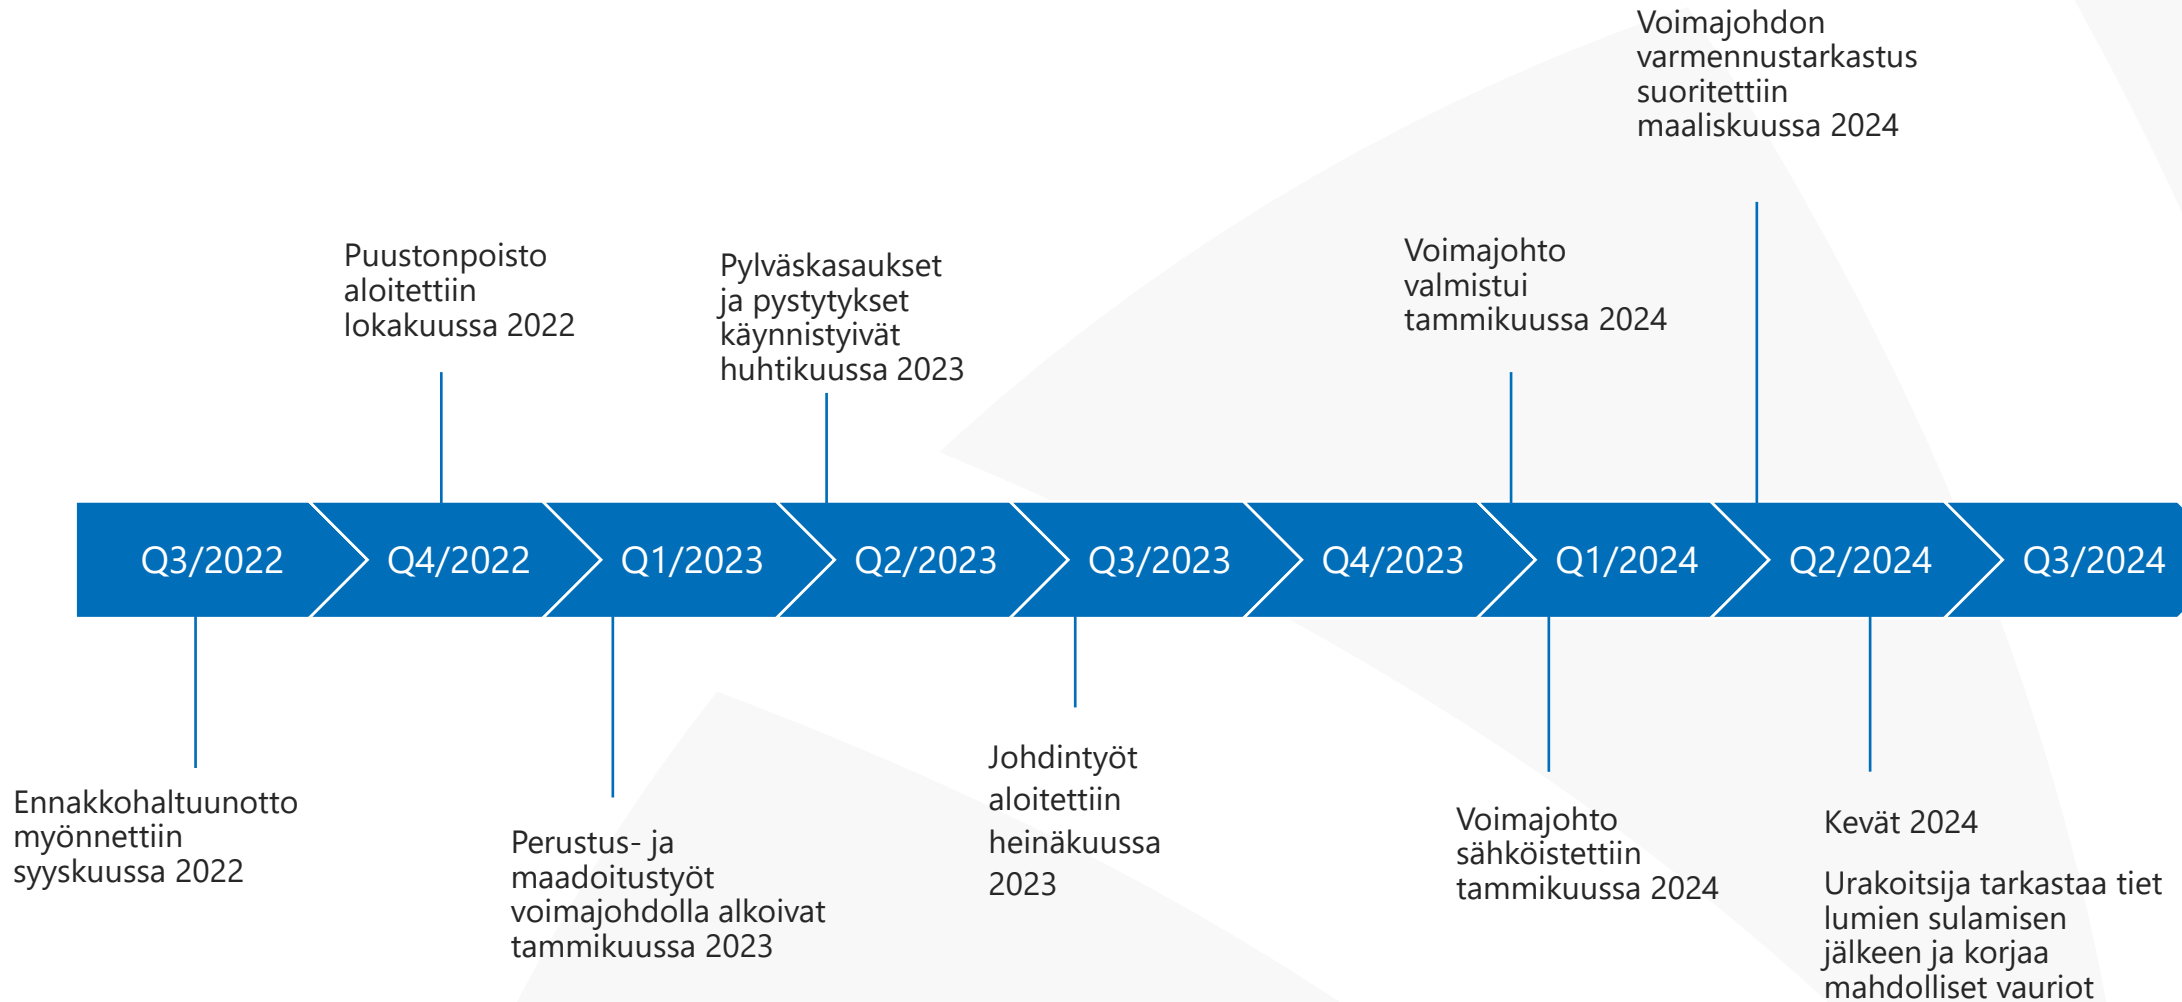 Voimajohdon
varmennustarkastus
suoritettiin
maaliskuussa 2024
Puustonpoisto
aloitettiin
lokakuussa 2022
Pylväskasaukset
ja pystytykset
käynnistyivät
huhtikuussa 2023
Voimajohto
valmistui
tammikuussa 2024
Q3/2022
Q4/2022
Q1/2023
Q2/2023
Q3/2023
Q4/2023
Q1/2024
Q2/2024
Q3/2024
Ennakkohaltuunotto
myönnettiin
syyskuussa 2022
Perustus- ja
maadoitustyöt
voimajohdolla alkoivat
tammikuussa 2023
Johdintyöt
aloitettiin
heinäkuussa
2023
Voimajohto
sähköistettiin
tammikuussa 2024
Kevät 2024
Urakoitsija tarkastaa tiet
lumien sulamisen
jälkeen ja korjaa
mahdolliset vauriot